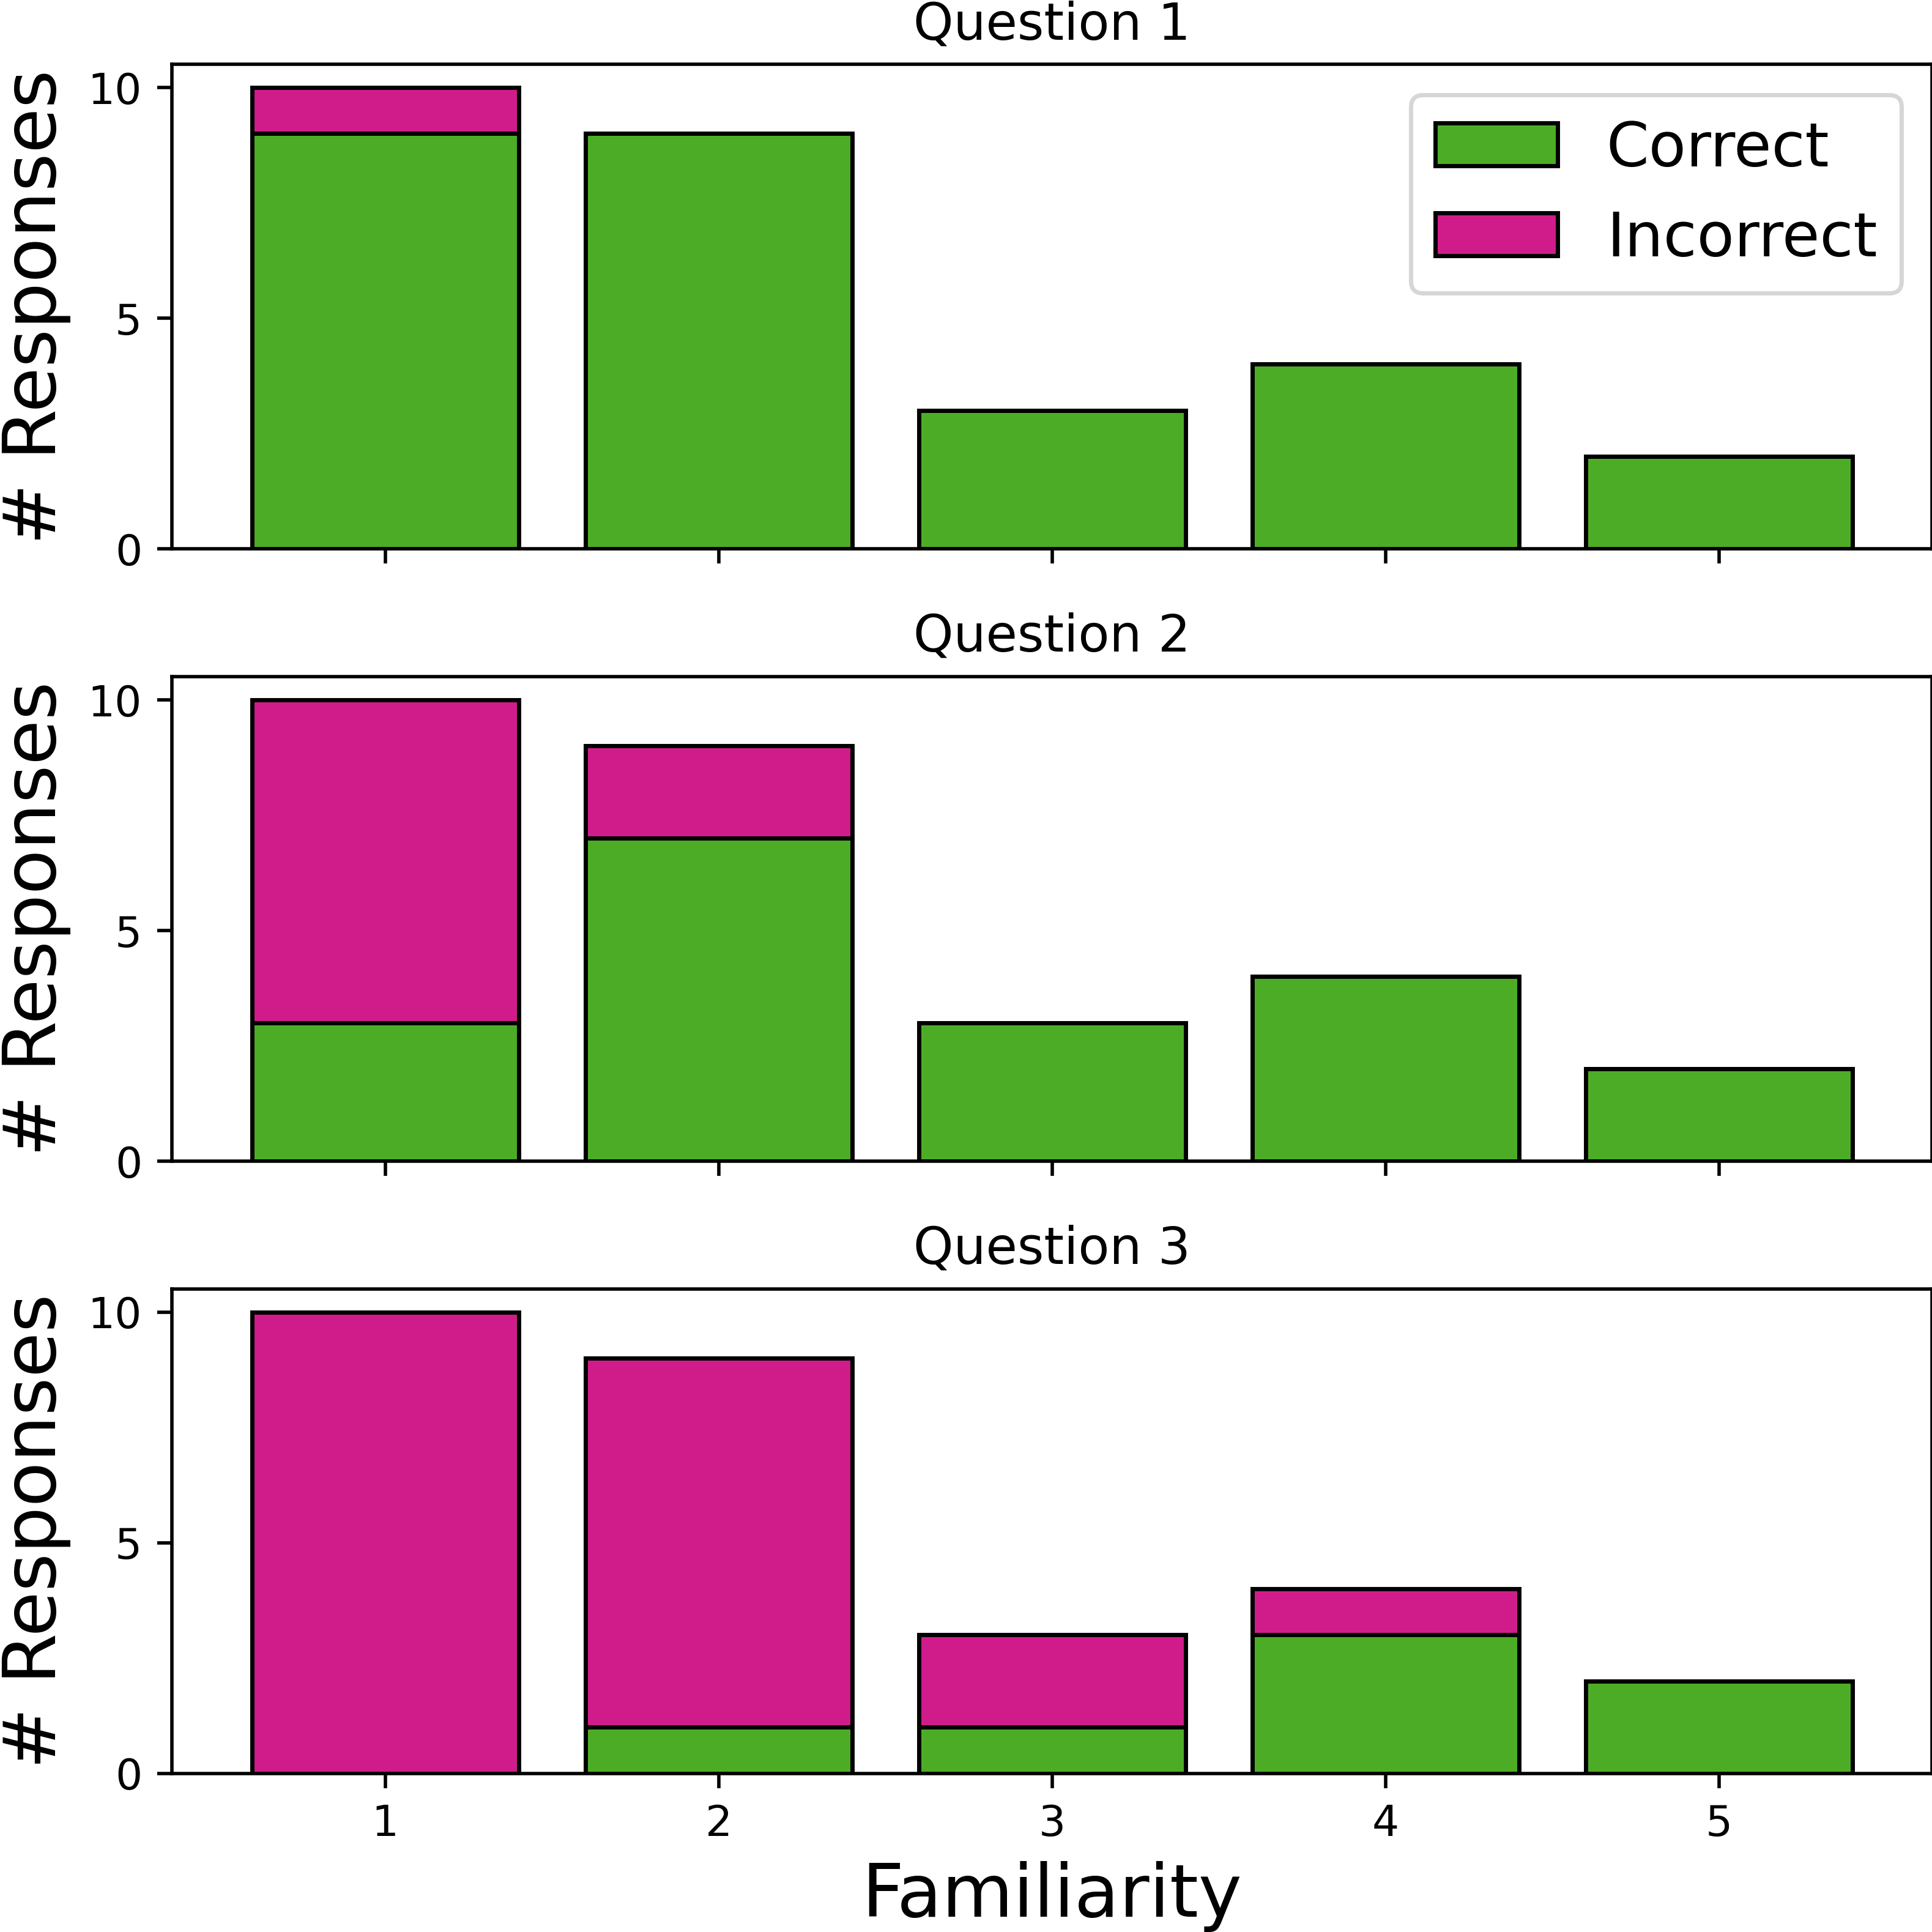 Question 1
# Responses
10
5
0
Correct
Incorrect
Question 2
# Responses
10
5
0
Question 3
# Responses
10
5
0
1 2 3 4 5
Familiarity